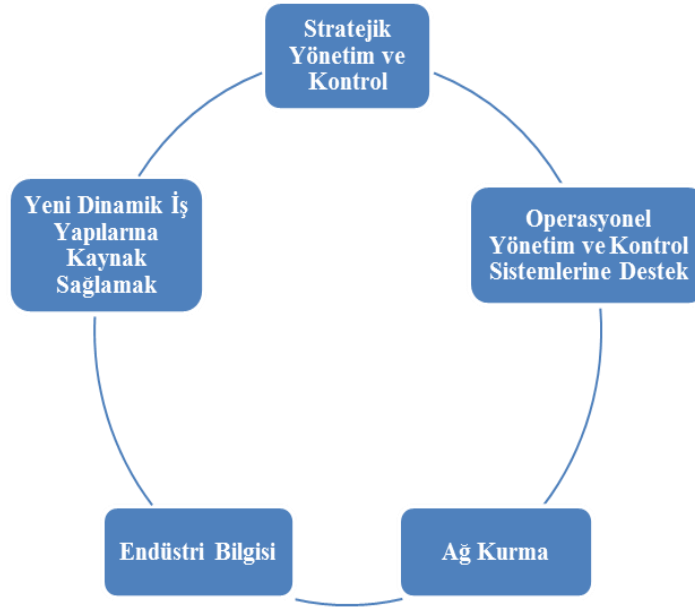 Stratejik
Yönetim ve
Kontrol
Yeni Dinamik İş
Yapılarına
Kaynak
Sağlamak
Operasyonel
Yönetim ve Kontrol
Sistemlerine Destek
Endüstri Bilgisi
Ağ Kurma